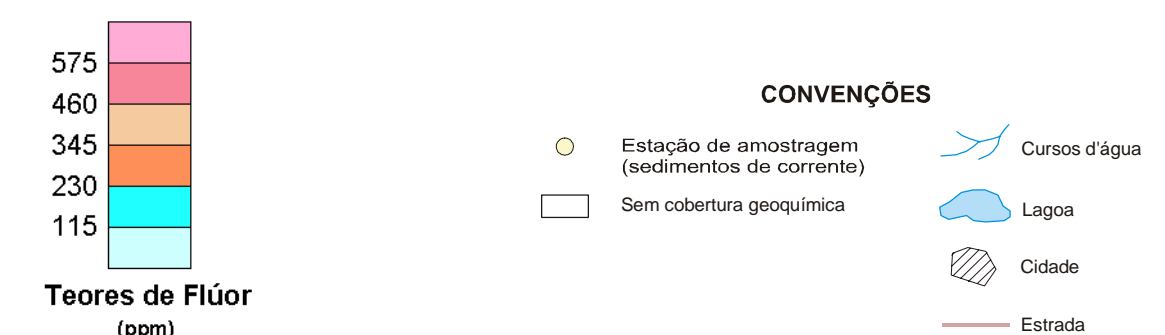 575
460
345
230
115
Teores de Flúor
(ppm)
CONVENÇÕES
Estação de amostragem
(sedimentos de corrente)
Sem cobertura geoquímica
Cursos d'água
Lagoa
Cidade
Estrada